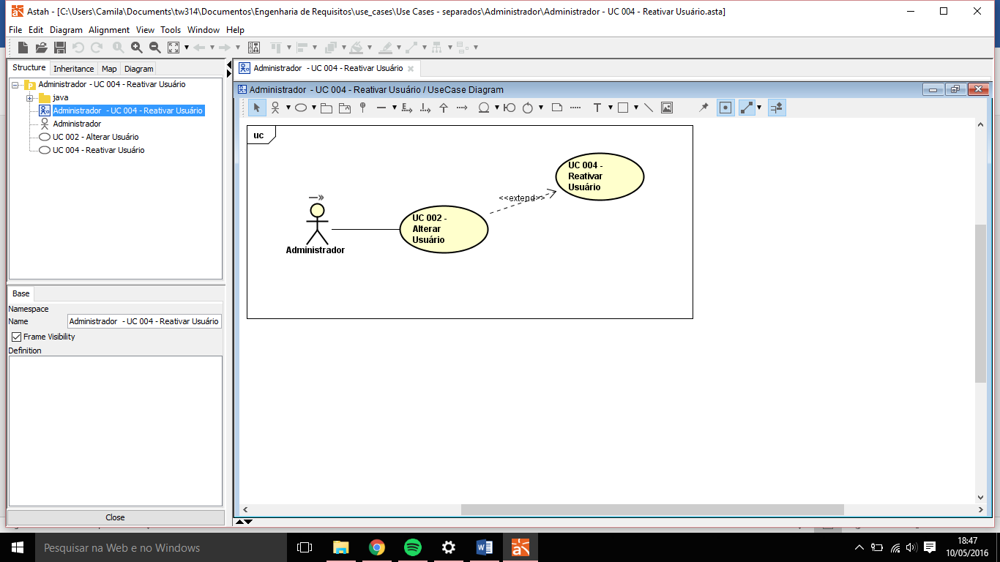 Astah - [C:\Users\Camila\Documents\tw314\Documentos\Engenharia de Requisitos\use_cases\Use Cases - separados\Administrador\Administrador - UC 004 - Reativar Usuário.asta]
File Edit Diagram Alignment View Tools Window Help
Structure Inheritance Map Diagram
Administrador - UC 004 - Reativar Usuário
java
Administrador - UC 004 - Reativar Usuário
Administrador
UC 002 - Alterar Usuário
UC 004 - Reativar Usuário
Base
Namespace
Name Administrador - UC 004 - Reativar Usuário
Frame Visibility
Definition
Close
Administrador - UC 004 - Reativar Usuário
Administrador - UC 004 - Reativar Usuário / UseCase Diagram
uc
UC 004 -
Reativar
Usuário
<<extend>>
UC 002 -
Alterar
Usuário
Administrador
Pesquisar na Web e no Windows
18:47
10/05/2016